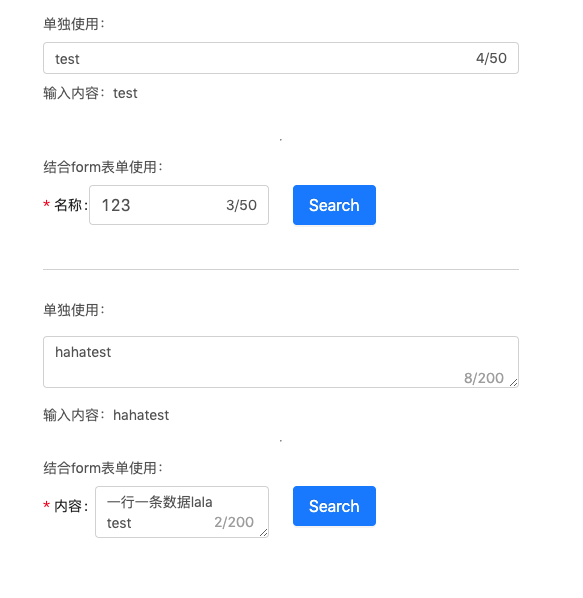 单独使用：
test 4/50
输入内容：test
结合form表单使用：
* 名称: 123 3/50 Search
单独使用：
hahatest
8/200
输入内容：hahatest
结合form表单使用：
* 内容： 一行一条数据lala Search
test 2/200